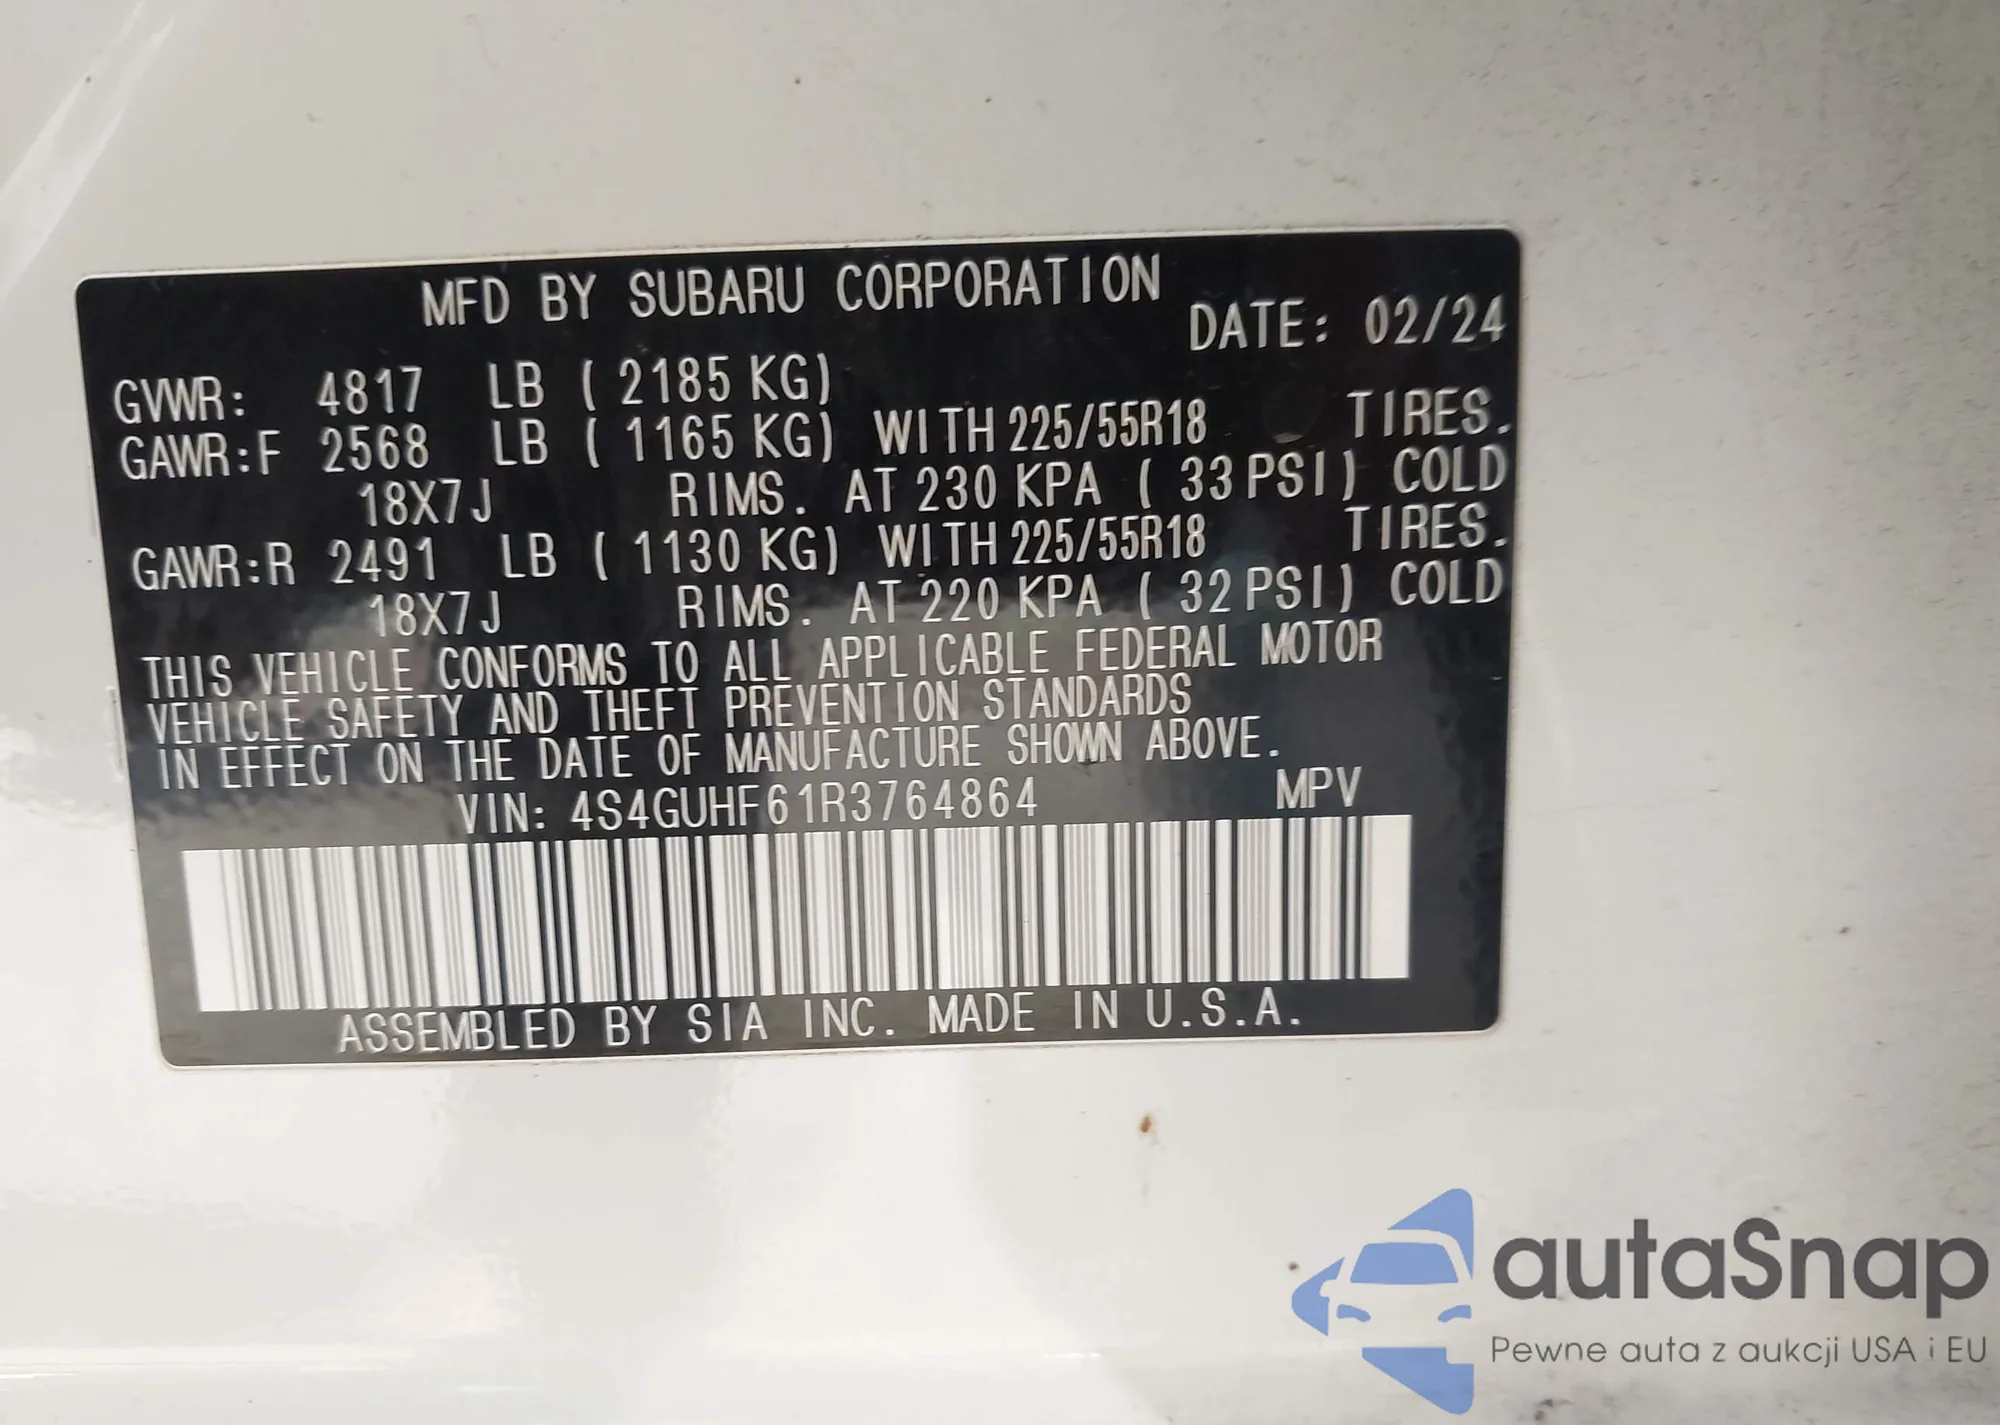 MFD BY SUBARU CORPORATION
DATE: 02/24
GVWR: 4817 LB ( 2185 KG)
GAWR:F 2568 LB ( 1165 KG) WITH 225/55R18 TIRES.
18X7J RIMS. AT 230 KPA ( 33 PSI) COLD
GAWR:R 2491 LB ( 1130 KG) WITH 225/55R18 TIRES.
18X7J RIMS. AT 220 KPA ( 32 PSI) COLD
THIS VEHICLE CONFORMS TO ALL APPLICABLE FEDERAL MOTOR
VEHICLE SAFETY AND THEFT PREVENTION STANDARDS
IN EFFECT ON THE DATE OF MANUFACTURE SHOWN ABOVE.
VIN: 4S4GUHF61R3764864 MPV
ASSEMBLED BY SIA INC. MADE IN U.S.A.
autaSnap
Pewne auta z aukcji USA i EU